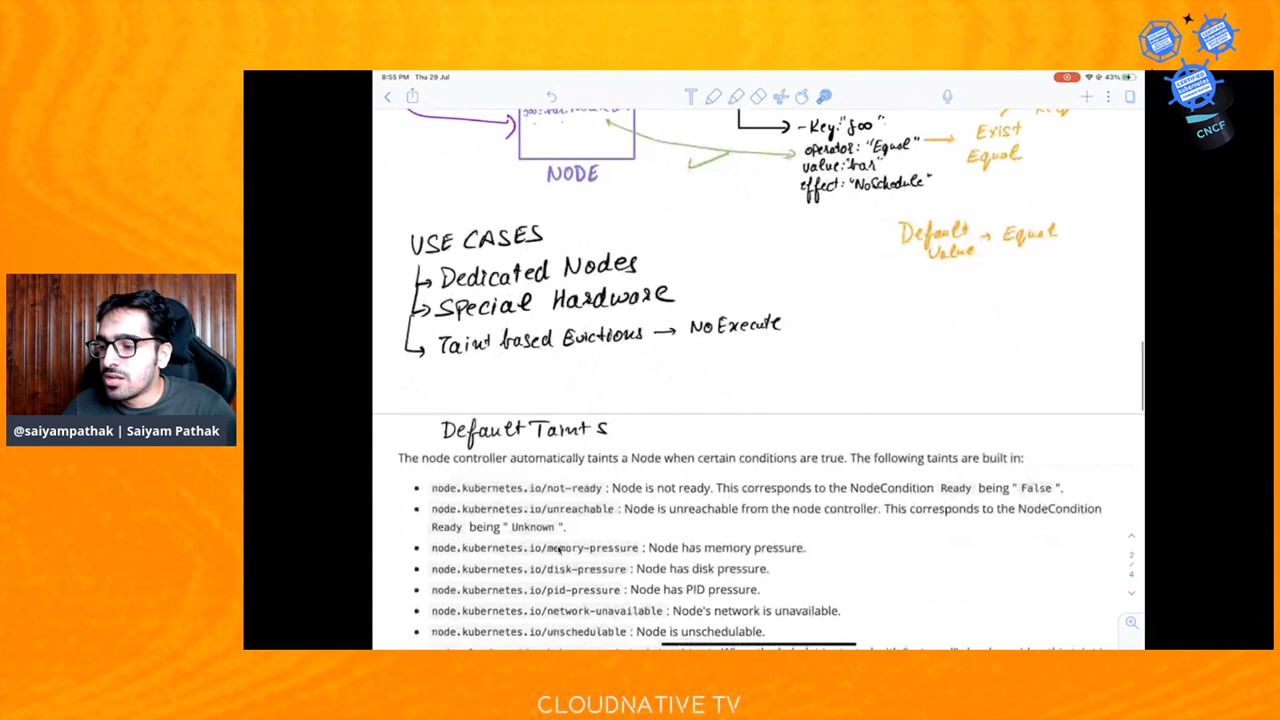 8:55 PM Thu 29 Jul
43%
NODE
- Key: "foo"
operator: "Equal"
value: "bar"
effect: "NoSchedule"
Exist
Equal
Default Value → Equal
USE CASES
Dedicated Nodes
Special Hardware
Taint based Evictions → NoExecute
Default Taints
The node controller automatically taints a Node when certain conditions are true. The following taints are built in:
• node.kubernetes.io/not-ready : Node is not ready. This corresponds to the NodeCondition Ready being " False ".
• node.kubernetes.io/unreachable : Node is unreachable from the node controller. This corresponds to the NodeCondition
Ready being " Unknown ".
• node.kubernetes.io/memory-pressure : Node has memory pressure.
• node.kubernetes.io/disk-pressure : Node has disk pressure.
• node.kubernetes.io/pid-pressure : Node has PID pressure.
• node.kubernetes.io/network-unavailable : Node's network is unavailable.
• node.kubernetes.io/unschedulable : Node is unschedulable.
2
/
4
@saiyampathak | Saiyam Pathak
CNCF
CLOUDNATIVE TV